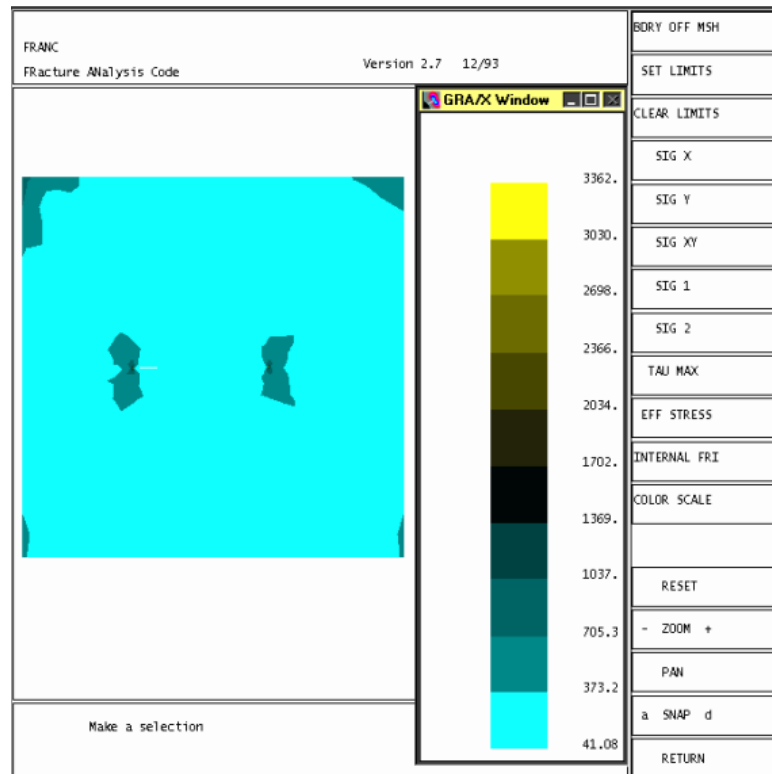 FRANC
FRacture ANalysis Code
Version 2.7 12/93
GRA/X Window
3362.
3030.
2698.
2366.
2034.
1702.
1369.
1037.
705.3
373.2
41.08
BDRY OFF MSH
SET LIMITS
CLEAR LIMITS
SIG X
SIG Y
SIG XY
SIG 1
SIG 2
TAU MAX
EFF STRESS
INTERNAL FRI
COLOR SCALE
RESET
- ZOOM +
PAN
a SNAP d
RETURN
Make a selection